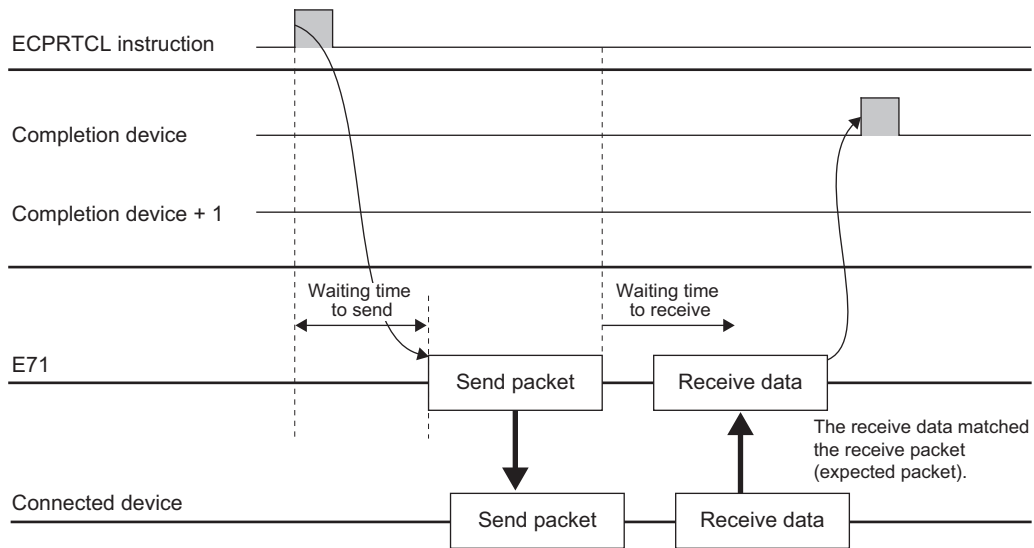 ECPRTCL instruction
Completion device
Completion device + 1
Waiting time
to send
Waiting time
to receive
E71
Send packet
Receive data
The receive data matched
the receive packet
(expected packet).
Connected device
Send packet
Receive data